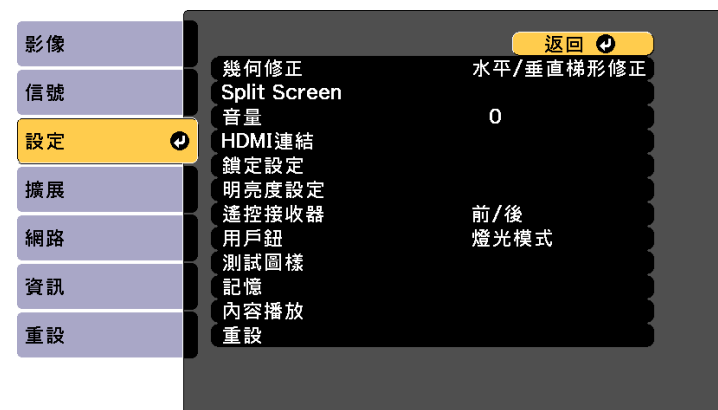 影像
信號
設定
擴展
網路
資訊
重設
返回
幾何修正 水平/垂直梯形修正
Split Screen
音量 0
HDMI連結
鎖定設定
明亮度設定
遙控接收器 前/後
用戶鈕 燈光模式
測試圖樣
記憶
內容播放
重設